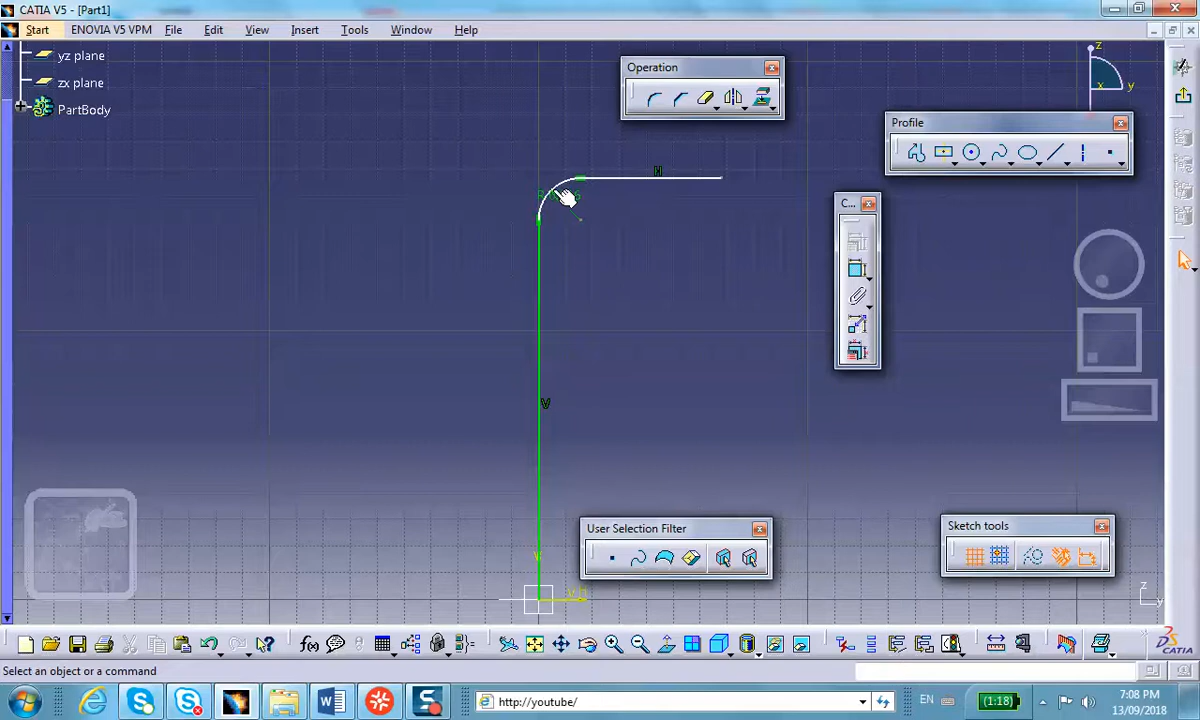 CATIA V5 - [Part1]
Start ENOVIA V5 VPM File Edit View Insert Tools Window Help
yz plane
zx plane
PartBody
Operation
z
x y
Profile
H
C...
V
User Selection Filter
Sketch tools
z
y
f(x)
CATIA
Select an object or a command
http://youtube/
EN
(1:18)
7:08 PM
13/09/2018